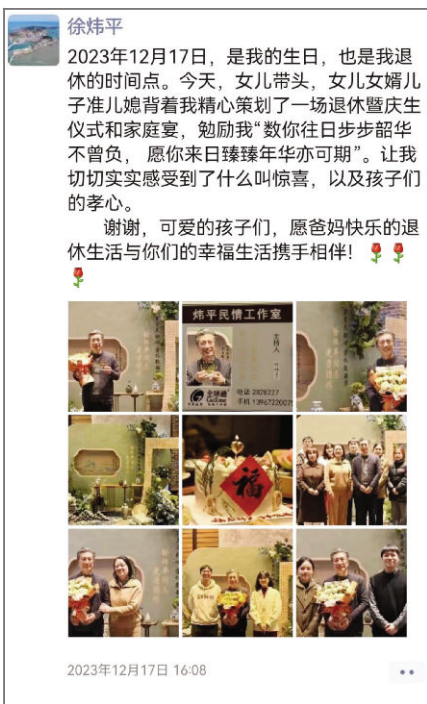 徐炜平
2023年12月17日，是我的生日，也是我退
休的时间点。今天，女儿带头，女儿女婿儿
子准儿媳背着我精心策划了一场退休暨庆生
仪式和家庭宴，勉励我“数你往日步步韶华
不曾负， 愿你来日臻臻年华亦可期”。让我
切切实实感受到了什么叫惊喜，以及孩子们
的孝心。
谢谢，可爱的孩子们，愿爸妈快乐的退
休生活与你们的幸福生活携手相伴！🌹🌹
🌹
炜平民情工作室
主持人
电话 2828227
福
2023年12月17日 16:08